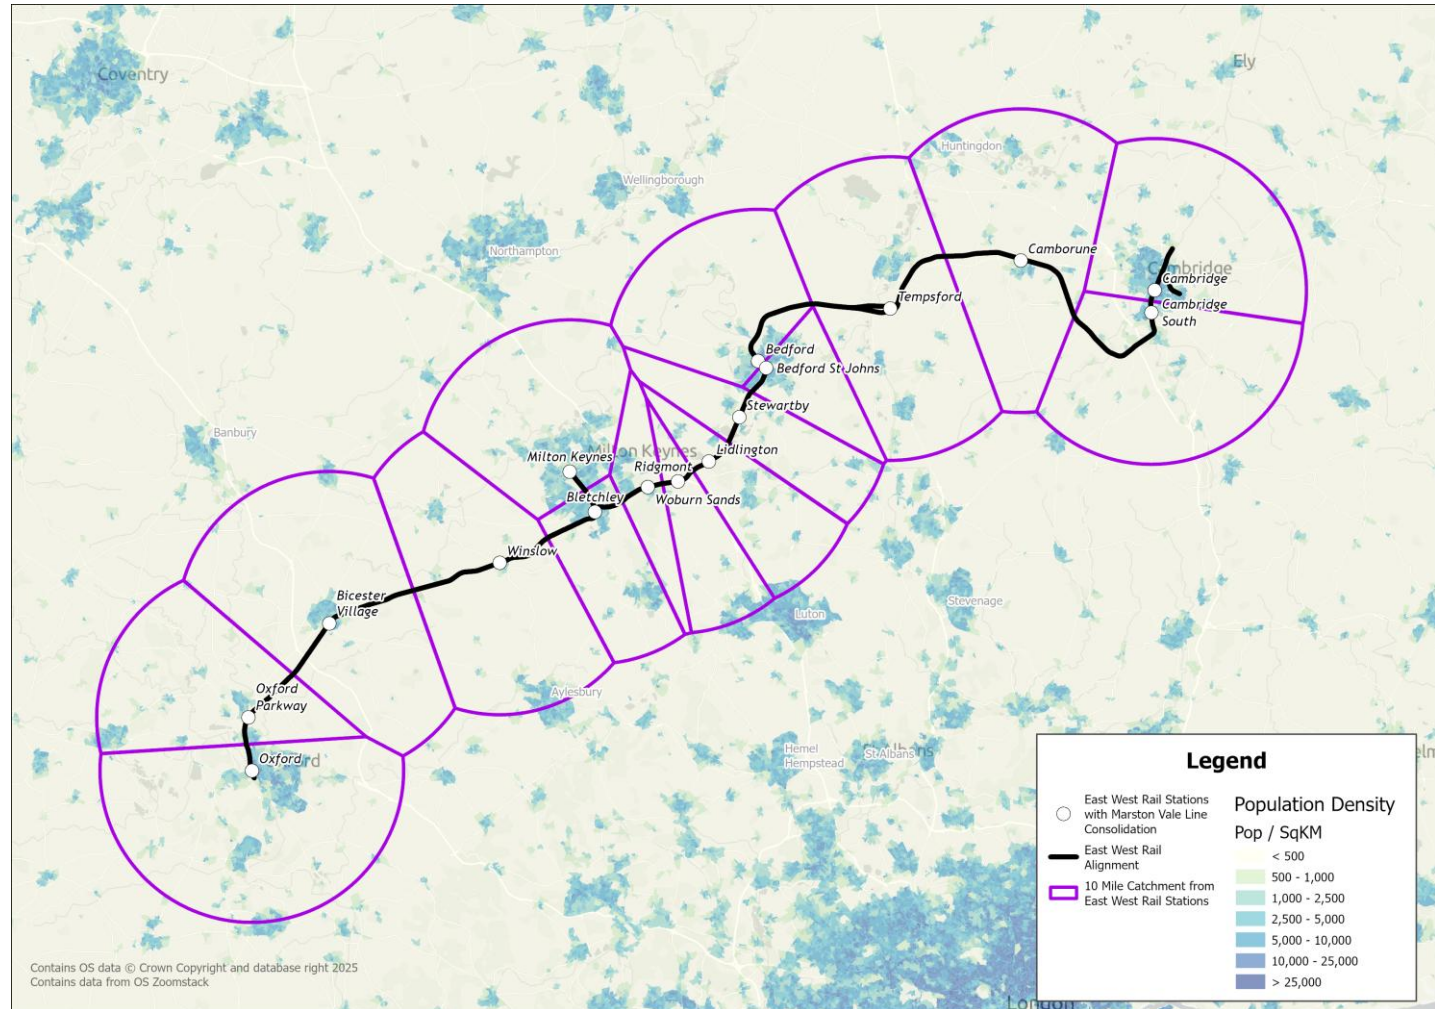 Coventry
Ely
Huntingdon
Wellingborough
Northampton
Camborune
Cambridge
Cambridge
Tempsford
Cambridge
South
Bedford
Bedford St Johns
Stewartby
Banbury
Milton Keynes
Milton Keynes
Lidlington
Ridgmont
Bletchley
Woburn Sands
Winslow
Bicester
Village
Luton
Stevenage
Oxford
Parkway
Aylesbury
Oxford
Hemel
Hempstead
St Albans
St Albans
London
Legend
East West Rail Stations
with Marston Vale Line
Consolidation
East West Rail
Alignment
10 Mile Catchment from
East West Rail Stations
Population Density
Pop / SqKM
< 500
500 - 1,000
1,000 - 2,500
2,500 - 5,000
5,000 - 10,000
10,000 - 25,000
> 25,000
Contains OS data © Crown Copyright and database right 2025
Contains data from OS Zoomstack